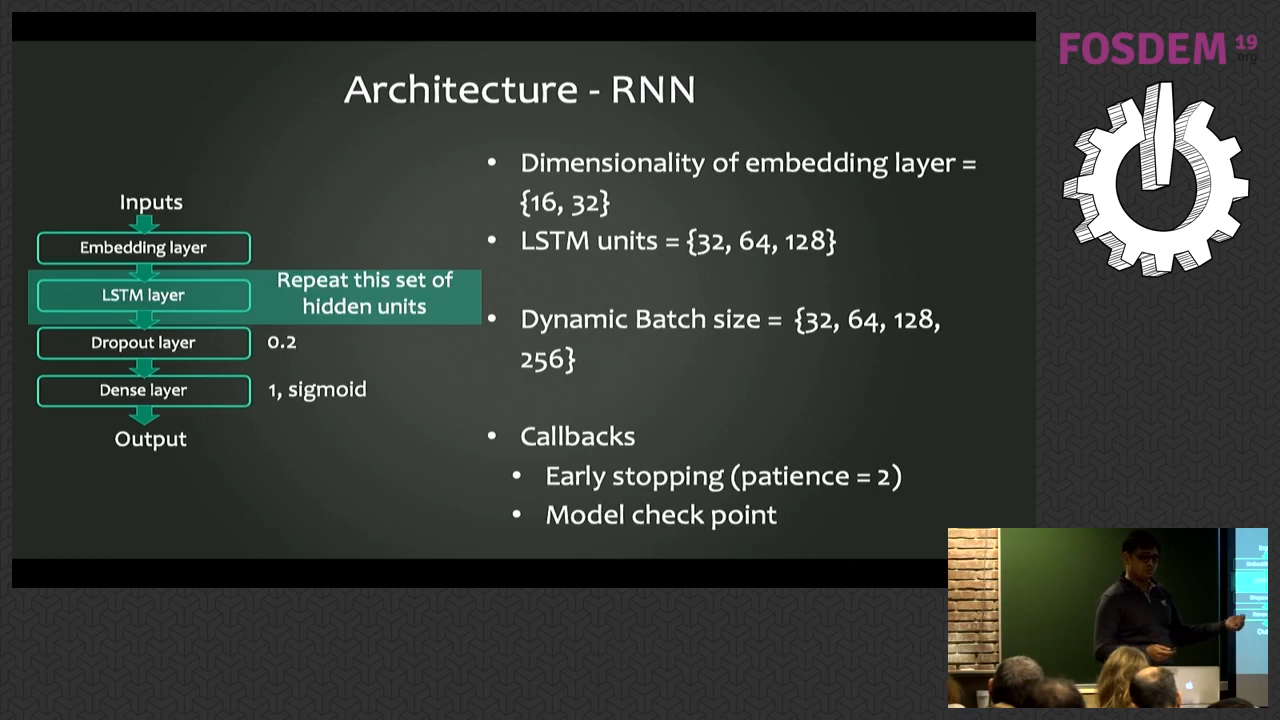 Architecture - RNN
Inputs
Embedding layer
LSTM layer
Repeat this set of
hidden units
Dropout layer
0.2
Dense layer
1, sigmoid
Output
• Dimensionality of embedding layer =
{16, 32}
• LSTM units = {32, 64, 128}
• Dynamic Batch size = {32, 64, 128,
256}
• Callbacks
• Early stopping (patience = 2)
• Model check point
FOSDEM 19
.org